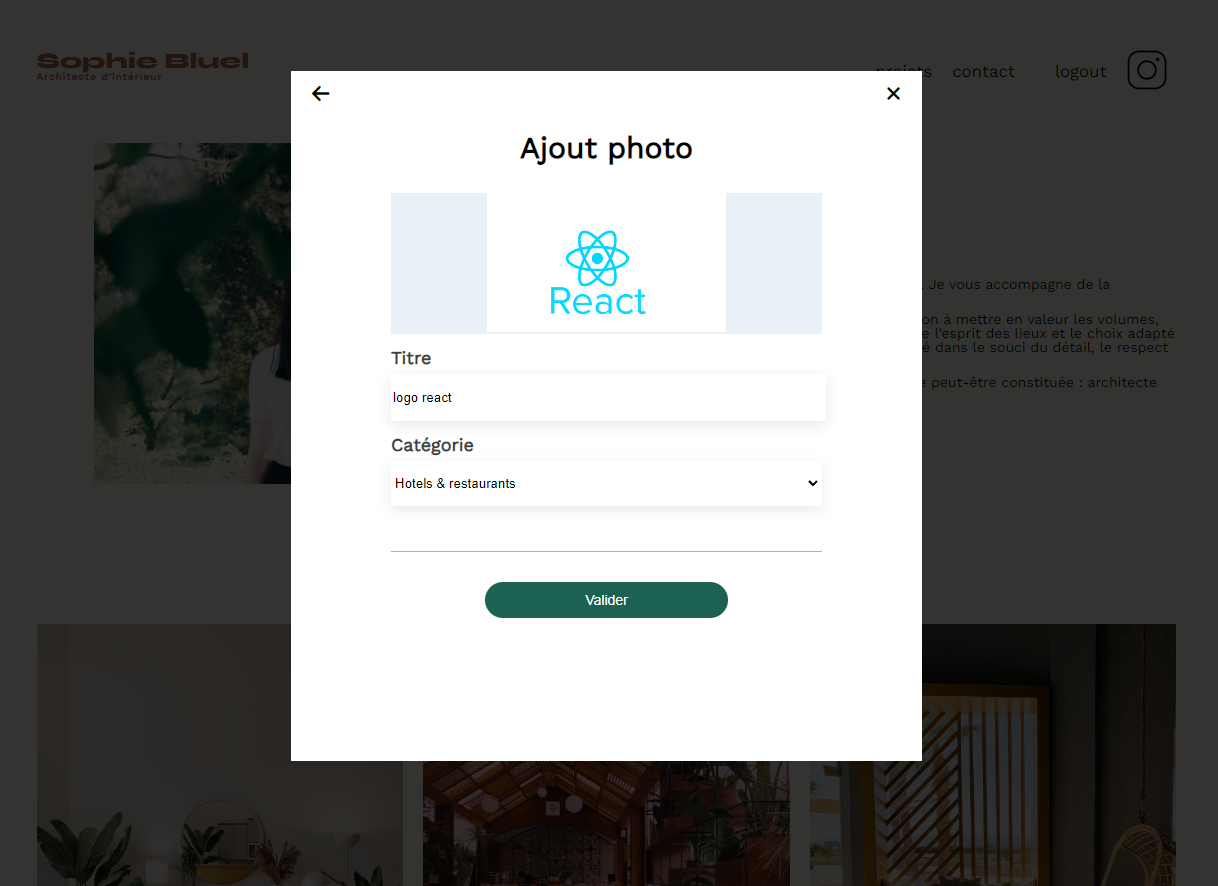 Sophie Bluel
Architecte d'intérieur
projets contact logout
Ajout photo
React
. Je vous accompagne de la
on à mettre en valeur les volumes,
e l'esprit des lieux et le choix adapté
é dans le souci du détail, le respect
e peut-être constituée : architecte
Titre
logo react
Catégorie
Hotels & restaurants
Valider